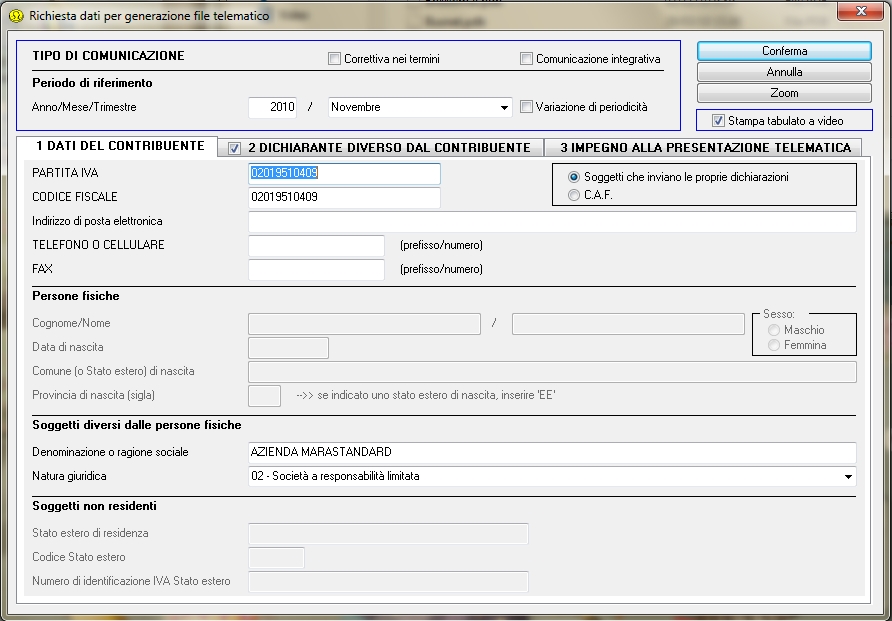 Richiesta dati per generazione file telematico
TIPO DI COMUNICAZIONE
Correttiva nei termini
Comunicazione integrativa
Periodo di riferimento
Anno/Mese/Trimestre 2010 / Novembre
Variazione di periodicità
Conferma
Annulla
Zoom
Stampa tabulato a video
1 DATI DEL CONTRIBUENTE
2 DICHIARANTE DIVERSO DAL CONTRIBUENTE
3 IMPEGNO ALLA PRESENTAZIONE TELEMATICA
PARTITA IVA 02019510409
CODICE FISCALE 02019510409
Soggetti che inviano le proprie dichiarazioni
C.A.F.
Indirizzo di posta elettronica
TELEFONO O CELLULARE (prefisso/numero)
FAX (prefisso/numero)
Persone fisiche
Cognome/Nome /
Sesso:
Maschio
Femmina
Data di nascita
Comune (o Stato estero) di nascita
Provincia di nascita (sigla) -->> se indicato uno stato estero di nascita, inserire 'EE'
Soggetti diversi dalle persone fisiche
Denominazione o ragione sociale AZIENDA MARASTANDARD
Natura giuridica 02 - Società a responsabilità limitata
Soggetti non residenti
Stato estero di residenza
Codice Stato estero
Numero di identificazione IVA Stato estero